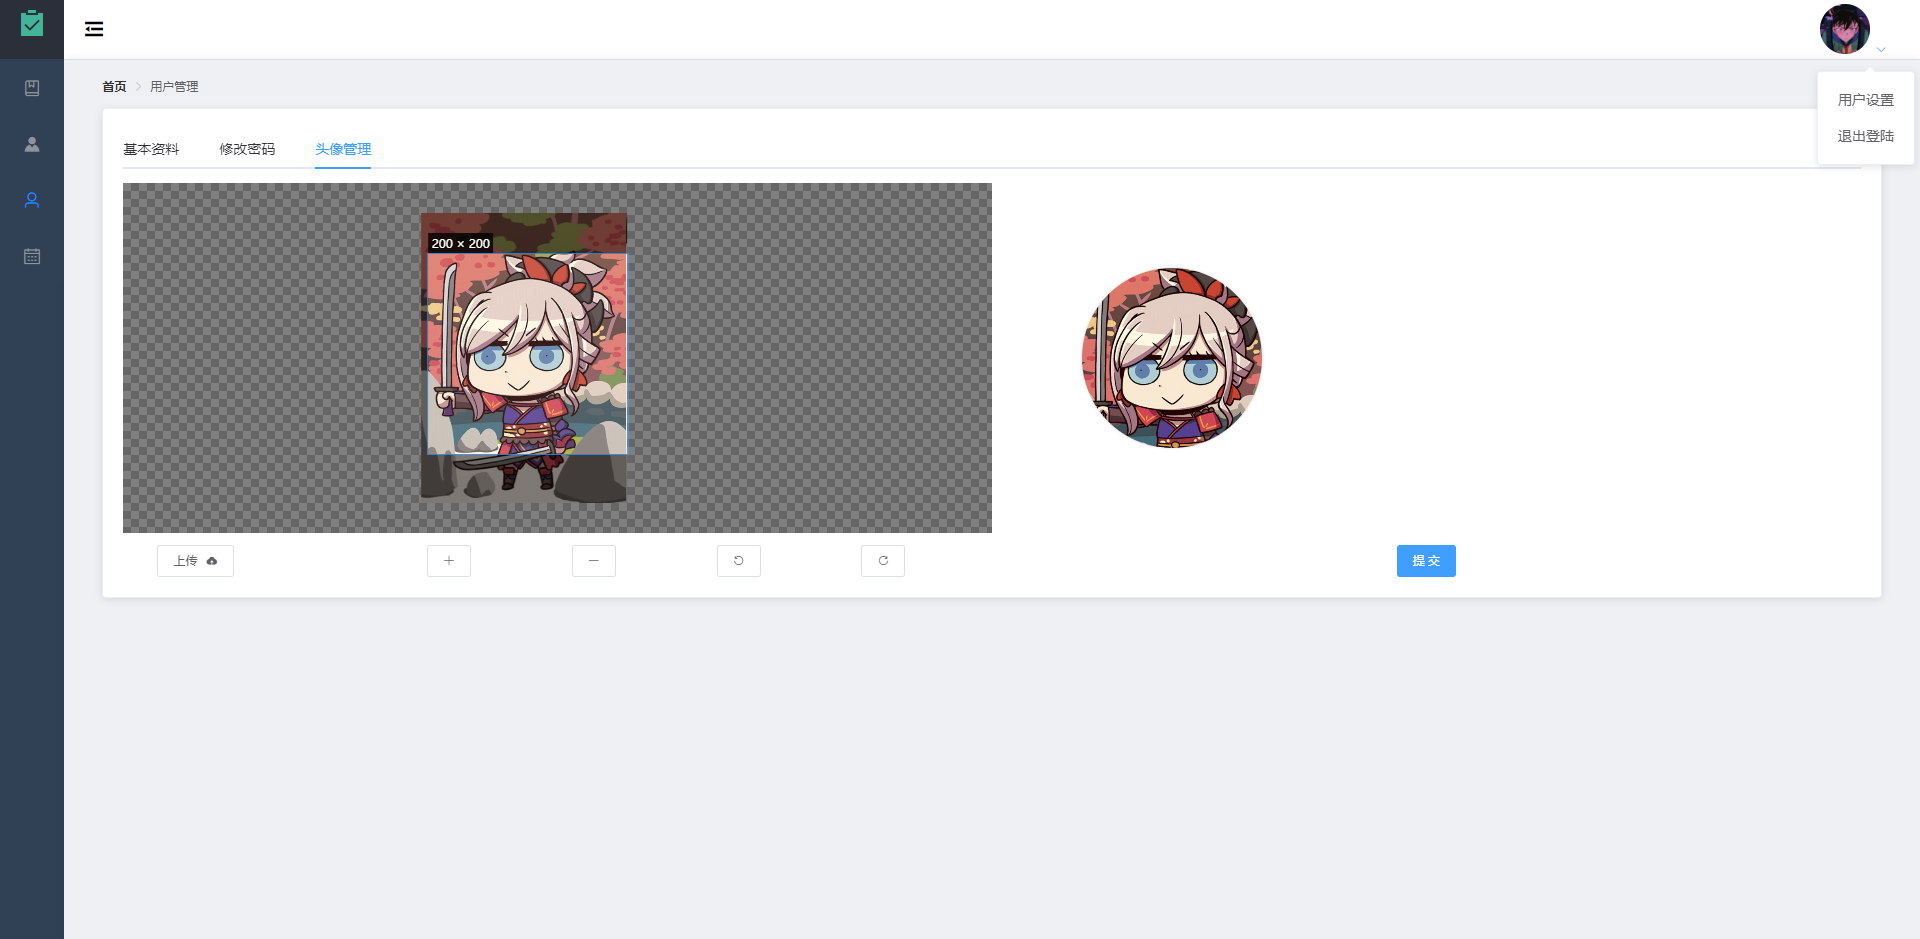 首页 用户管理
用户设置
退出登陆
基本资料 修改密码 头像管理
200 × 200
上传
提交